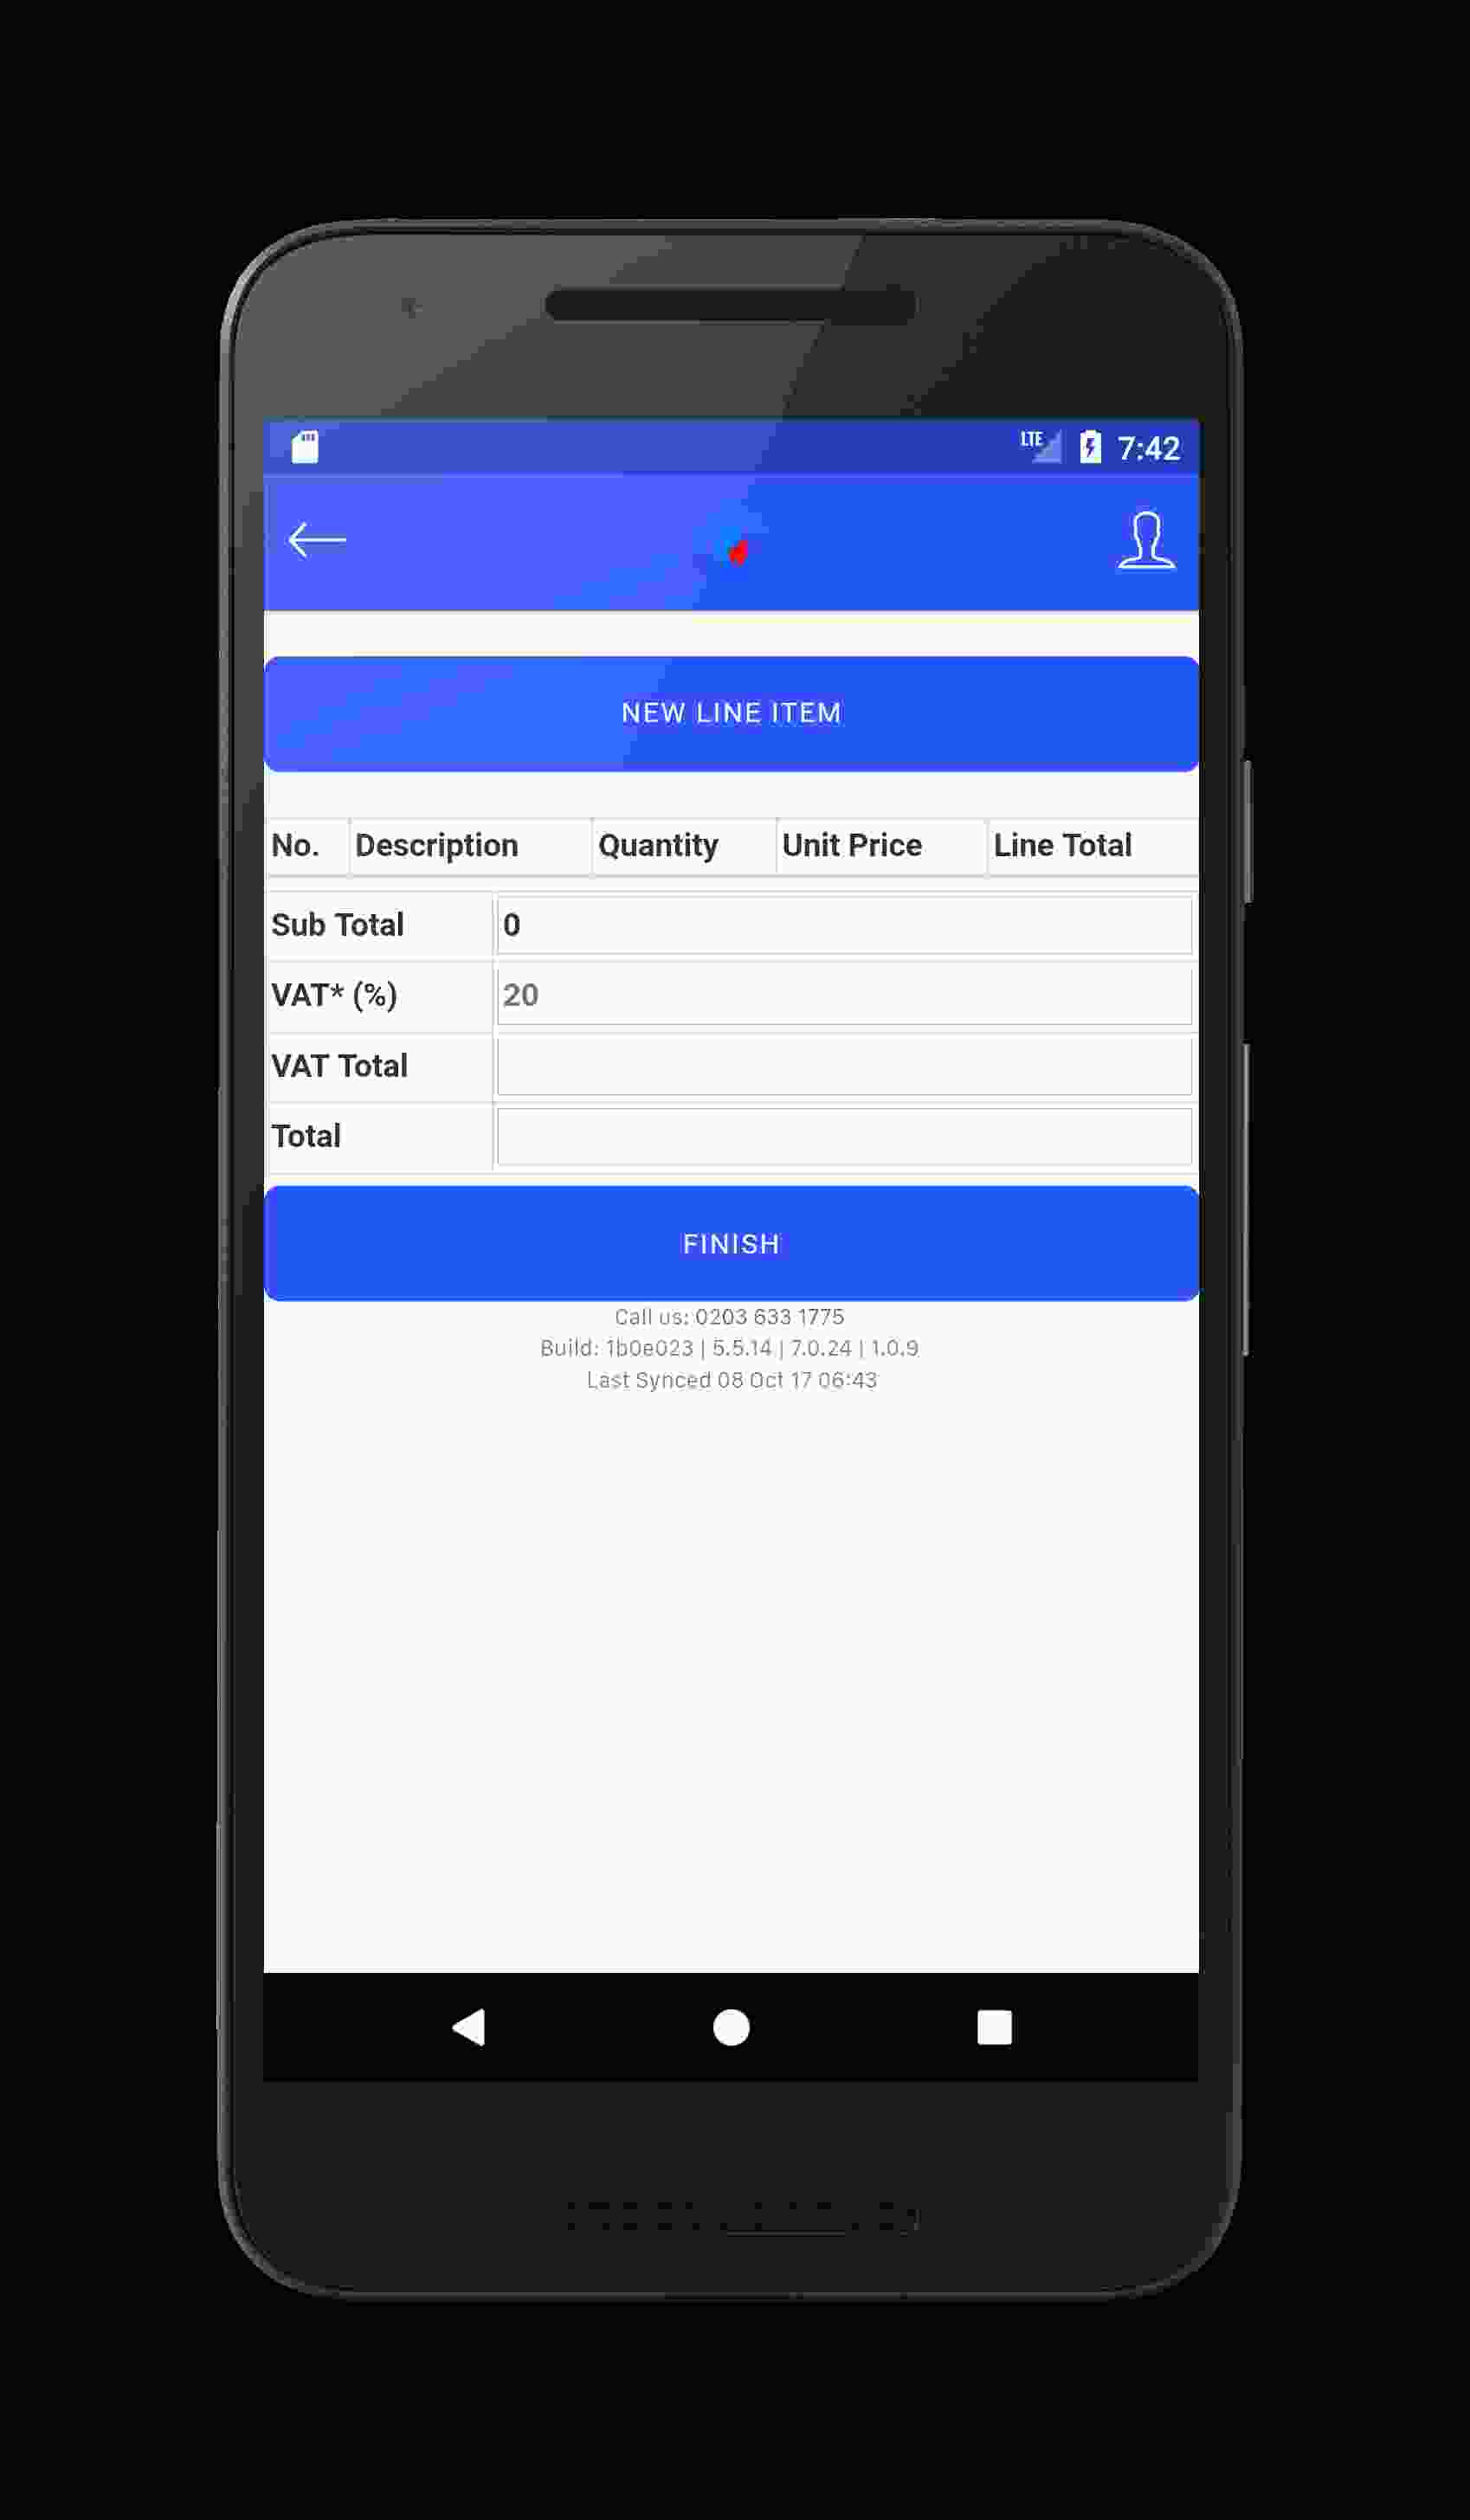 LTE 7:42
NEW LINE ITEM
No. Description Quantity Unit Price Line Total
Sub Total 0
VAT* (%) 20
VAT Total
Total
FINISH
Call us: 0203 633 1775
Build: 1b0e023 | 5.5.14 | 7.0.24 | 1.0.9
Last Synced 08 Oct 17 06:43